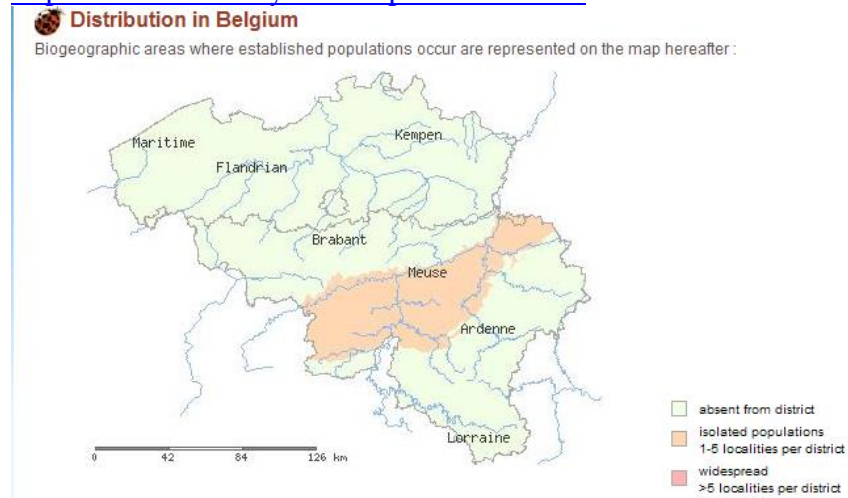 Distribution in Belgium
Biogeographic areas where established populations occur are represented on the map hereafter :
Maritime
Kempen
Flandrian
Brabant
Meuse
Ardenne
Lorraine
0 42 84 126 km
absent from district
isolated populations
1-5 localities per district
widespread
>5 localities per district